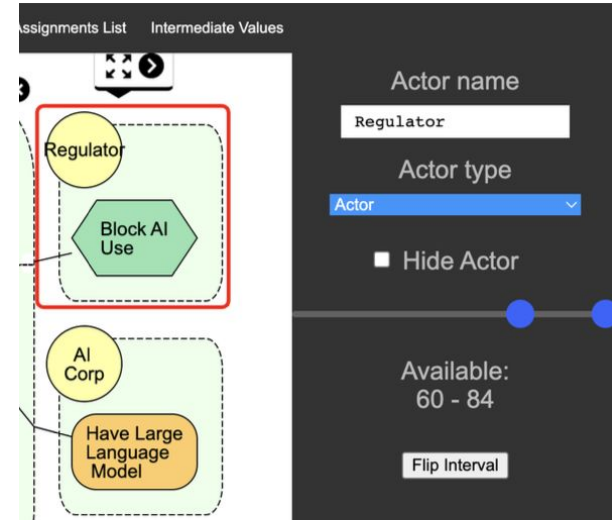 Assignments List Intermediate Values
Regulator
Block AI
Use
AI
Corp
Have Large
Language
Model
Actor name
Regulator
Actor type
Actor
Hide Actor
Available:
60 - 84
Flip Interval